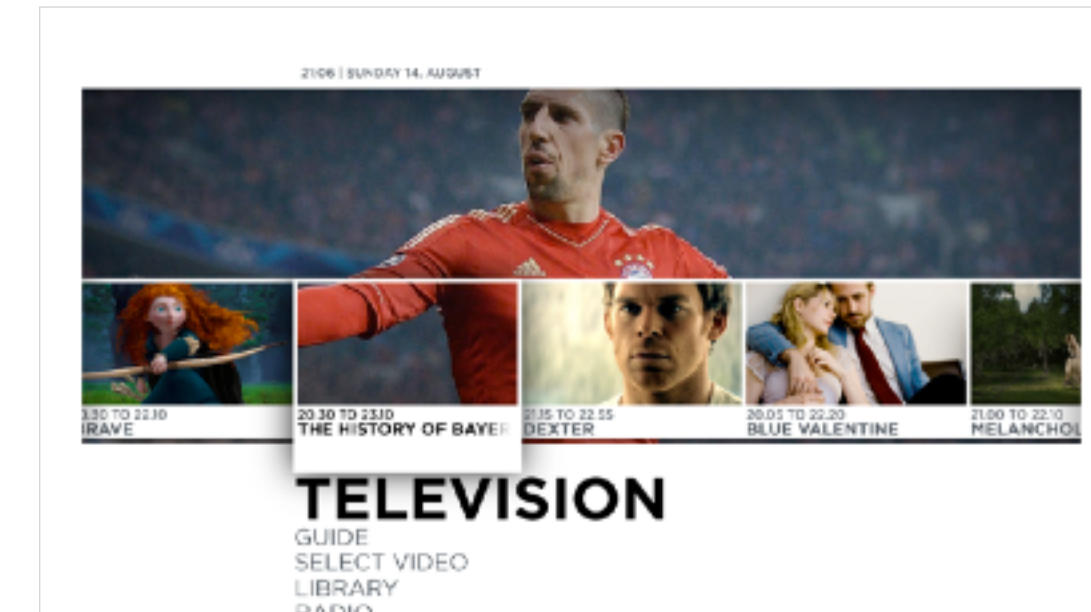 21:06 | SUNDAY 14. AUGUST
.30 TO 22.10
BRAVE
20.30 TO 23.10
THE HISTORY OF BAYER
21.15 TO 22.55
DEXTER
20.05 TO 22.20
BLUE VALENTINE
21.00 TO 22.10
MELANCHOL
TELEVISION
GUIDE
SELECT VIDEO
LIBRARY
RADIO